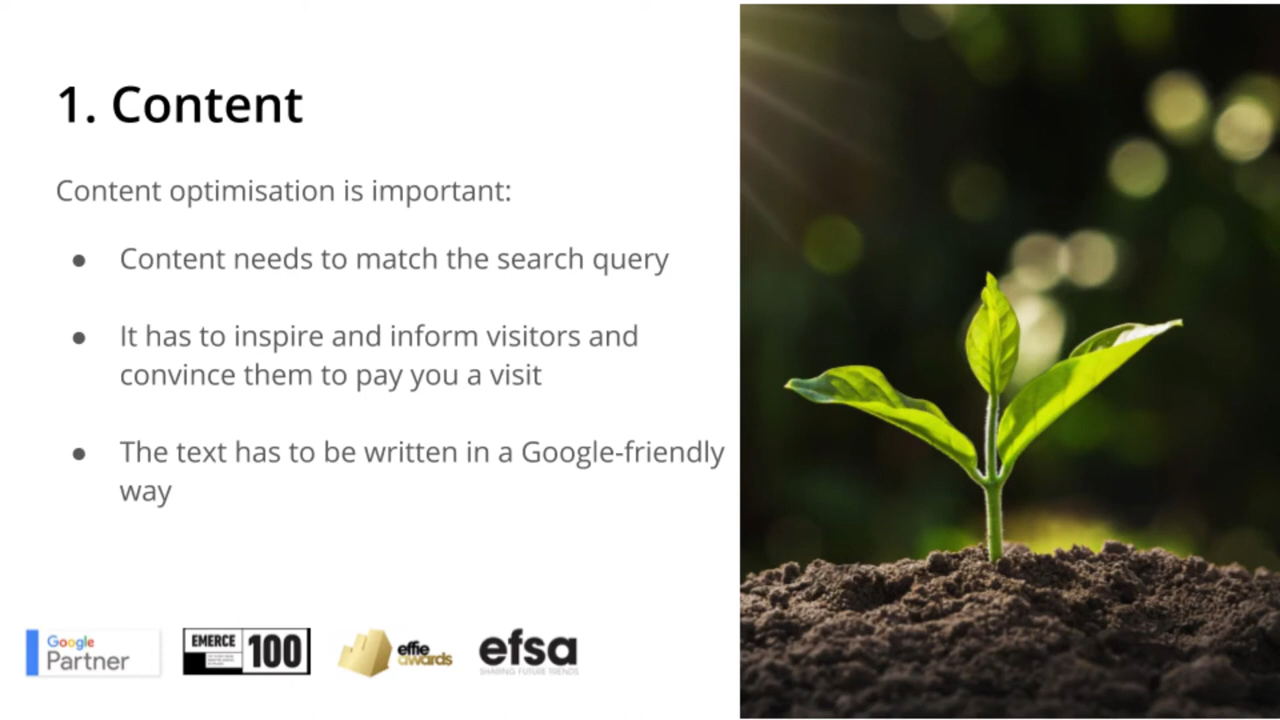 1. Content
Content optimisation is important:
● Content needs to match the search query
● It has to inspire and inform visitors and
convince them to pay you a visit
● The text has to be written in a Google-friendly
way
Google
Partner
EMERCE
100
effie
awards
efsa
SHARING FUTURE TRENDS